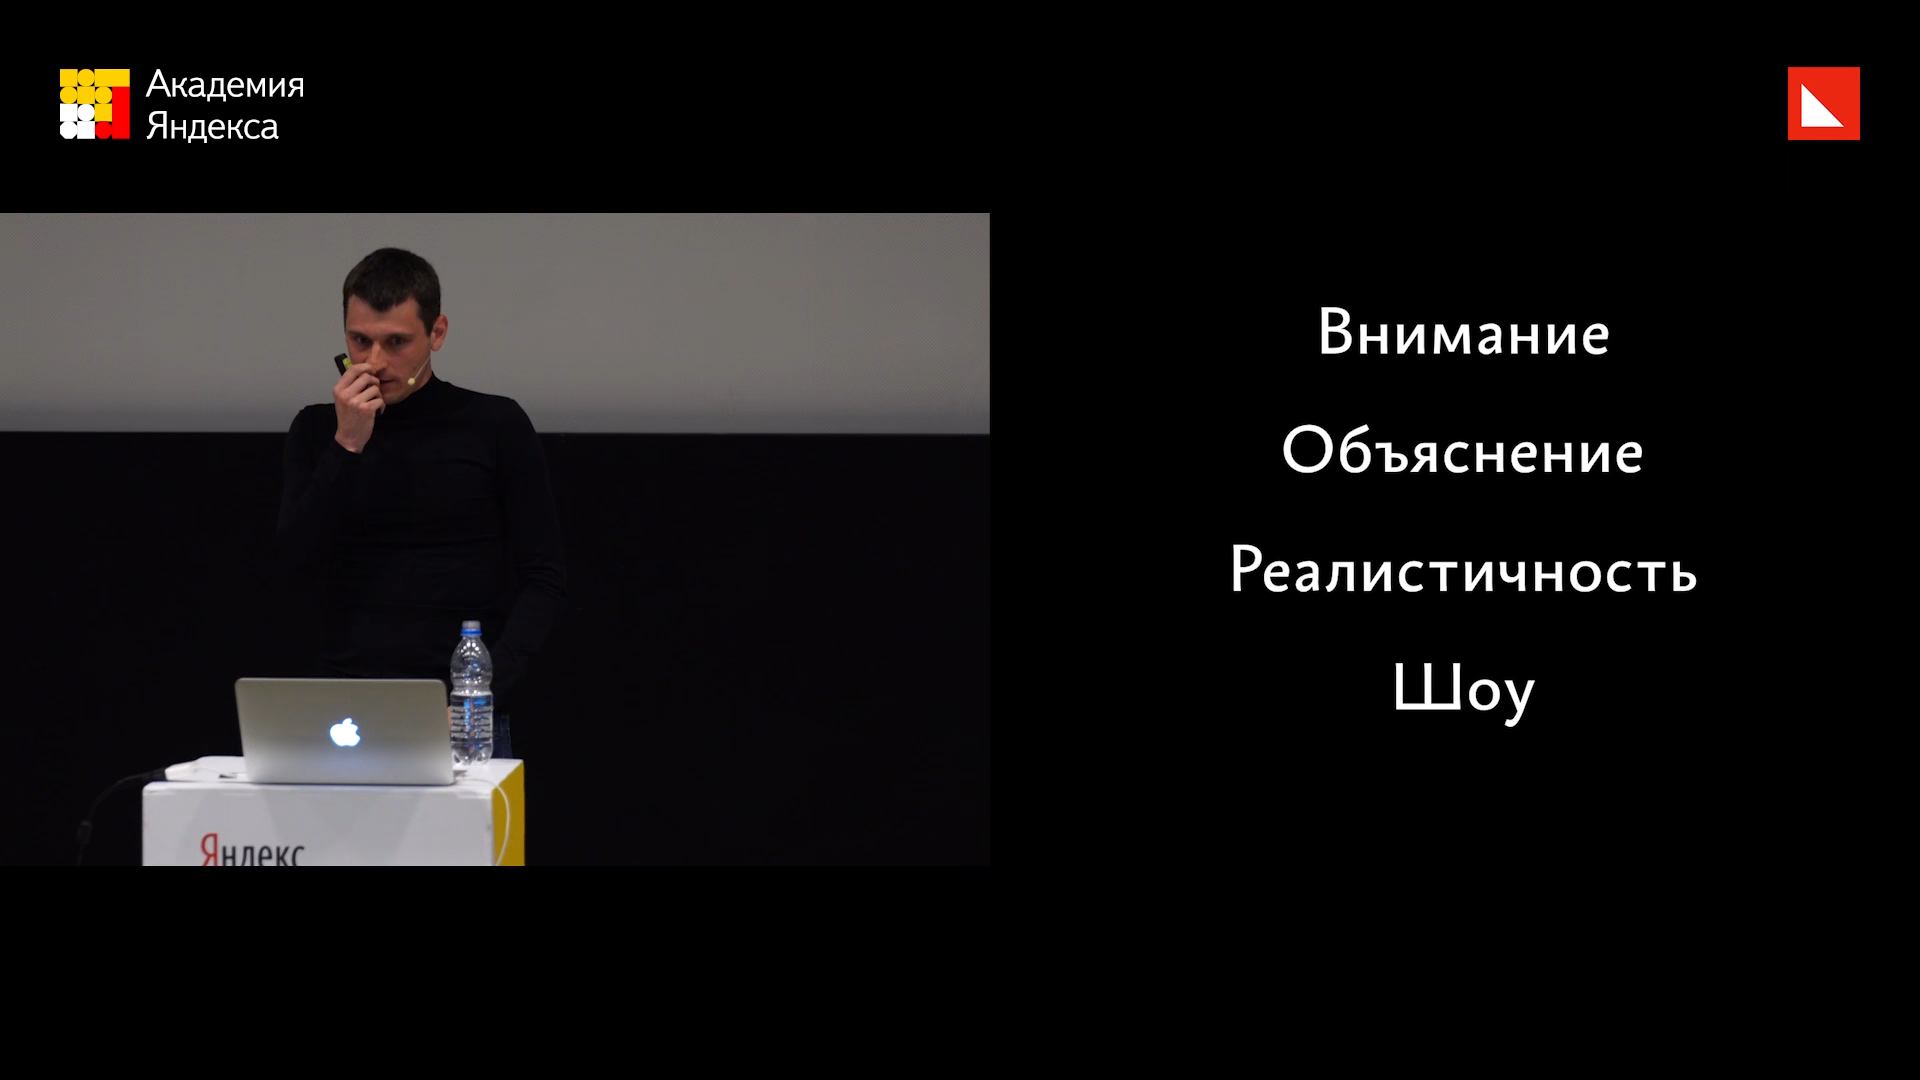 Академия
Яндекса
Внимание
Объяснение
Реалистичность
Шоу
Яндекс